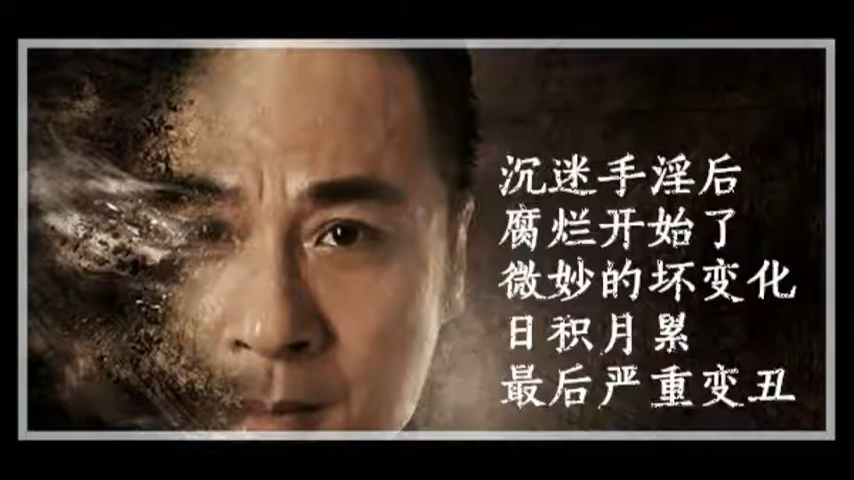 沉迷手淫后
腐烂开始了
微妙的坏变化
日积月累
最后严重变丑